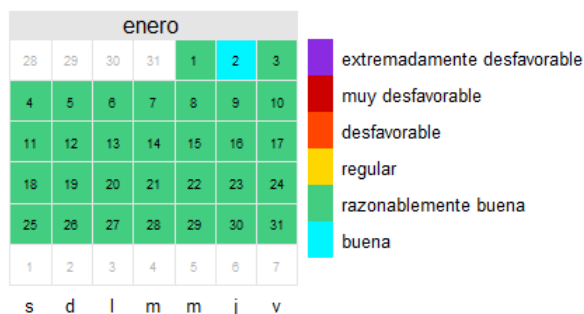 enero
28 29 30 31 1 2 3
4 5 6 7 8 9 10
11 12 13 14 15 16 17
18 19 20 21 22 23 24
25 26 27 28 29 30 31
1 2 3 4 5 6 7
s d l m m j v
extremadamente desfavorable
muy desfavorable
desfavorable
regular
razonablemente buena
buena